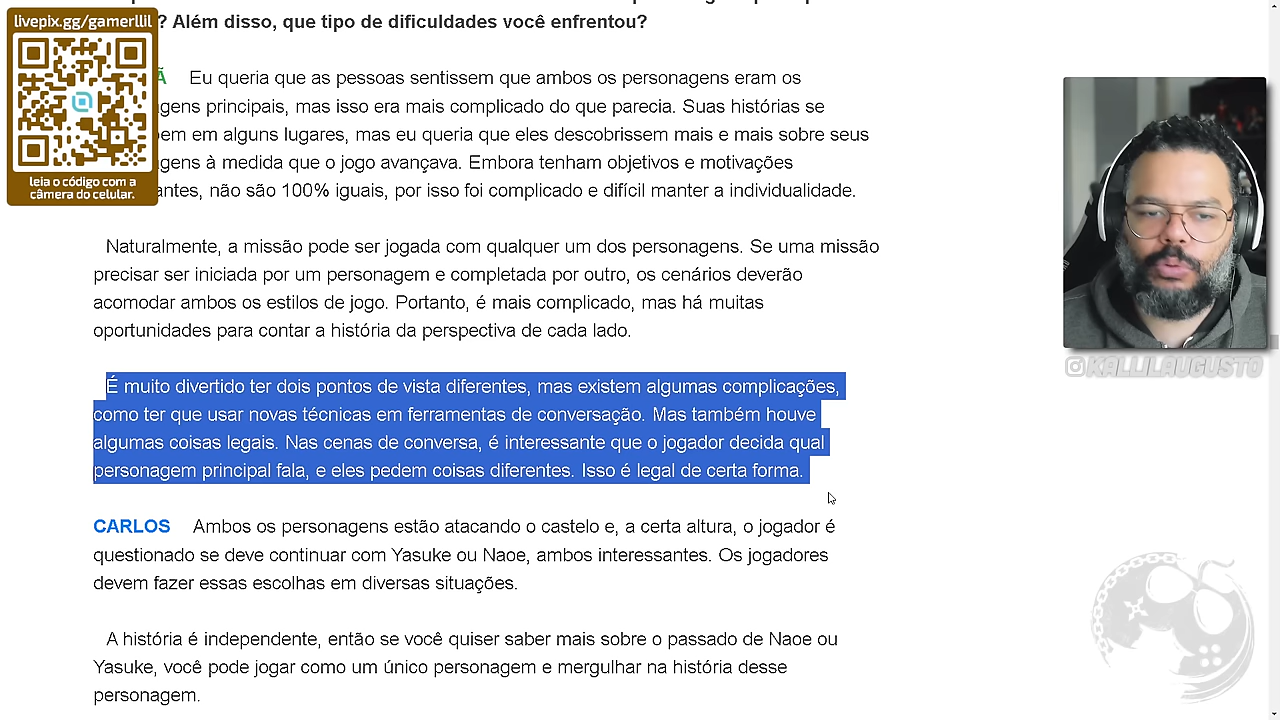 livepix.gg/gamerllil
? Além disso, que tipo de dificuldades você enfrentou?
Eu queria que as pessoas sentissem que ambos os personagens eram os
gens principais, mas isso era mais complicado do que parecia. Suas histórias se
em em alguns lugares, mas eu queria que eles descobrissem mais e mais sobre seus
gens à medida que o jogo avançava. Embora tenham objetivos e motivações
antes, não são 100% iguais, por isso foi complicado e difícil manter a individualidade.
leia o código com a
câmera do celular.
Naturalmente, a missão pode ser jogada com qualquer um dos personagens. Se uma missão
precisar ser iniciada por um personagem e completada por outro, os cenários deverão
acomodar ambos os estilos de jogo. Portanto, é mais complicado, mas há muitas
oportunidades para contar a história da perspectiva de cada lado.
KALLILAUGUSTO
É muito divertido ter dois pontos de vista diferentes, mas existem algumas complicações,
como ter que usar novas técnicas em ferramentas de conversação. Mas também houve
algumas coisas legais. Nas cenas de conversa, é interessante que o jogador decida qual
personagem principal fala, e eles pedem coisas diferentes. Isso é legal de certa forma.
CARLOS Ambos os personagens estão atacando o castelo e, a certa altura, o jogador é
questionado se deve continuar com Yasuke ou Naoe, ambos interessantes. Os jogadores
devem fazer essas escolhas em diversas situações.
A história é independente, então se você quiser saber mais sobre o passado de Naoe ou
Yasuke, você pode jogar como um único personagem e mergulhar na história desse
personagem.